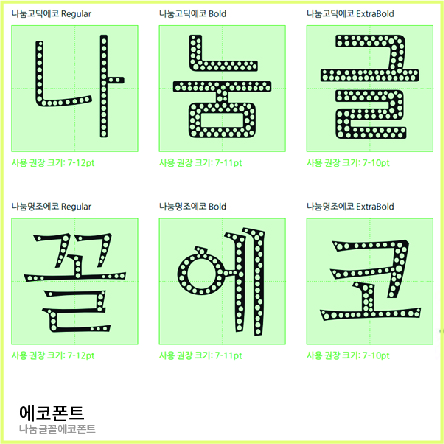 나눔고딕에코 Regular
나눔고딕에코 Bold
나눔고딕에코 ExtraBold
나
눔
글
사용 권장 크기: 7-12pt
사용 권장 크기: 7-11pt
사용 권장 크기: 7-10pt
나눔명조에코 Regular
나눔명조에코 Bold
나눔명조에코 ExtraBold
꼴
에
코
사용 권장 크기: 7-12pt
사용 권장 크기: 7-11pt
사용 권장 크기: 7-10pt
에코폰트
나눔글꼴에코폰트